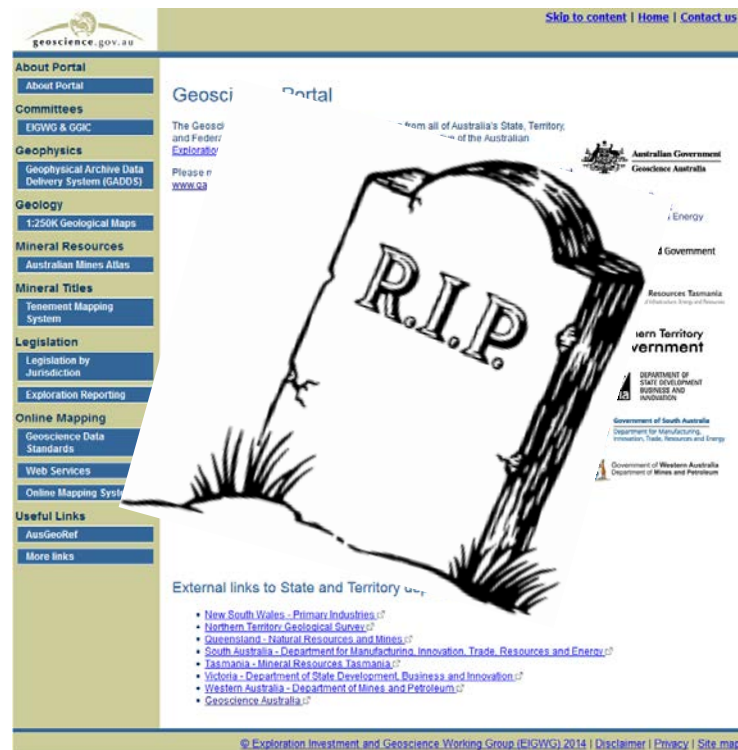 Skip to content | Home | Contact us
geoscience.gov.au
About Portal
About Portal
Committees
EIGWG & GGIC
Geophysics
Geophysical Archive Data
Delivery System (GADDS)
Geology
1:250K Geological Maps
Mineral Resources
Australian Mines Atlas
Mineral Titles
Tenement Mapping
System
Legislation
Legislation by
Jurisdiction
Exploration Reporting
Online Mapping
Geoscience Data
Standards
Web Services
Online Mapping Syste
Useful Links
AusGeoRef
More links
Geosci Portal
The Geosci from all of Australia's State, Territory,
and Feder of the Australian
Exploratio
Please n
www.ga
R.I.P.
Australian Government
Geoscience Australia
Energy
Government
Resources Tasmania
ern Territory
vernment
DEPARTMENT OF
STATE DEVELOPMENT
BUSINESS AND
INNOVATION
Government of South Australia
Department for Manufacturing,
Innovation, Trade, Resources and Energy
Government of Western Australia
Department of Mines and Petroleum
External links to State and Territory
New South Wales - Primary Industries
Northern Territory Geological Survey
Queensland - Natural Resources and Mines
South Australia - Department for Manufacturing, Innovation, Trade, Resources and Energy
Tasmania - Mineral Resources Tasmania
Victoria - Department of State Development, Business and Innovation
Western Australia - Department of Mines and Petroleum
Geoscience Australia
© Exploration Investment and Geoscience Working Group (EIGWG) 2014 | Disclaimer | Privacy | Site map